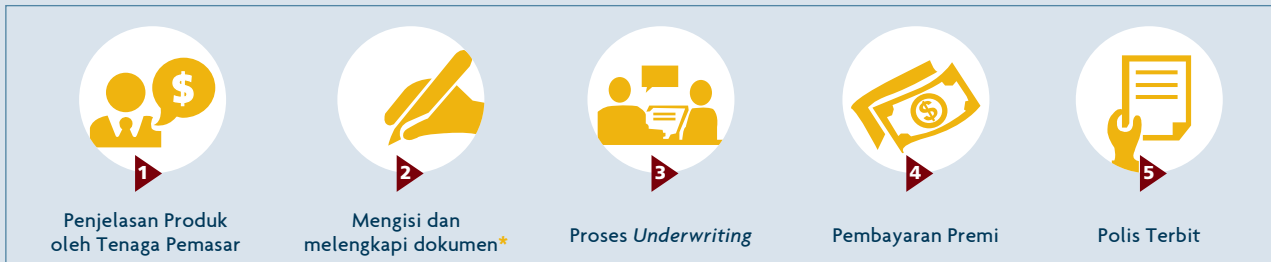 $
1
Penjelasan Produk
oleh Tenaga Pemasar
2
Mengisi dan
melengkapi dokumen*
3
Proses Underwriting
$
4
Pembayaran Premi
5
Polis Terbit